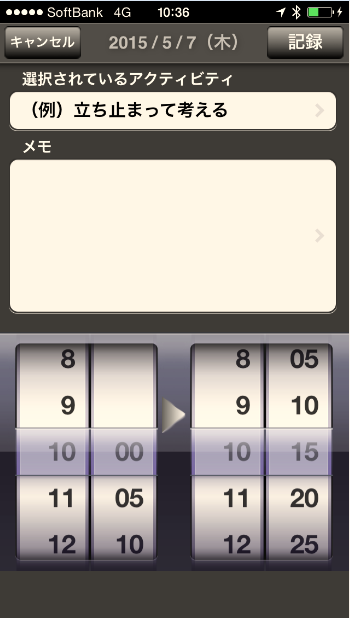 SoftBank 4G 10:36
キャンセル 2015 / 5 / 7（木） 記録
選択されているアクティビティ
（例）立ち止まって考える
メモ
8 8 05
9 9 10
10 00 10 15
11 05 11 20
12 10 12 25